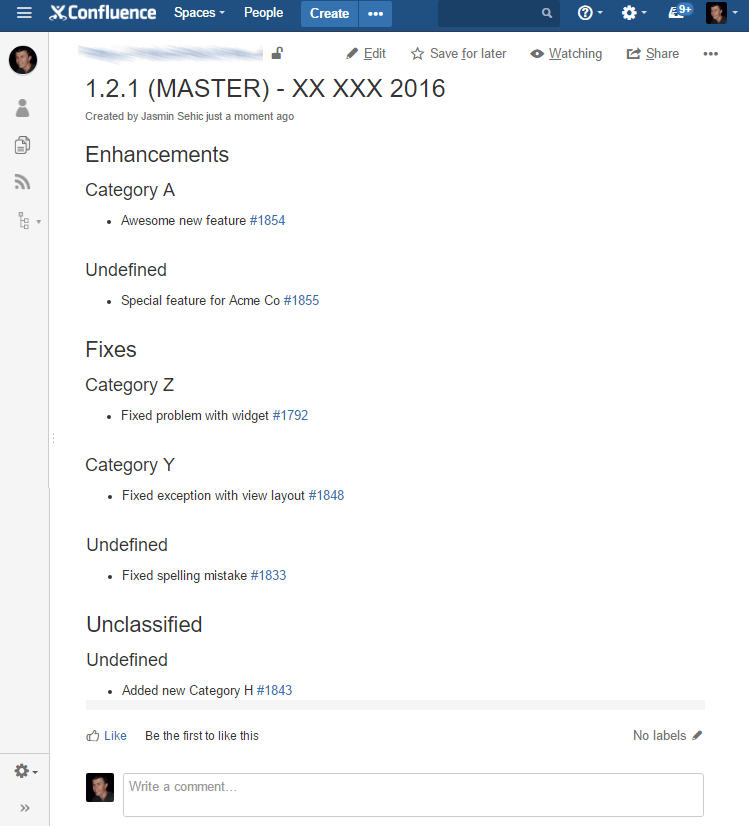 Confluence Spaces People Create ••• 9+
Edit Save for later Watching Share •••
1.2.1 (MASTER) - XX XXX 2016
Created by Jasmin Sehic just a moment ago
Enhancements
Category A
• Awesome new feature #1854
Undefined
• Special feature for Acme Co #1855
Fixes
Category Z
• Fixed problem with widget #1792
Category Y
• Fixed exception with view layout #1848
Undefined
• Fixed spelling mistake #1833
Unclassified
Undefined
• Added new Category H #1843
Like Be the first to like this No labels
Write a comment…